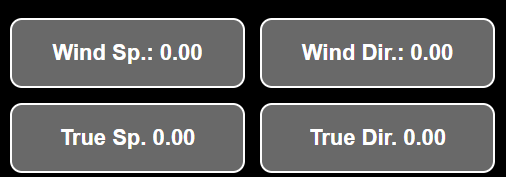 Wind Sp.: 0.00
Wind Dir.: 0.00
True Sp. 0.00
True Dir. 0.00